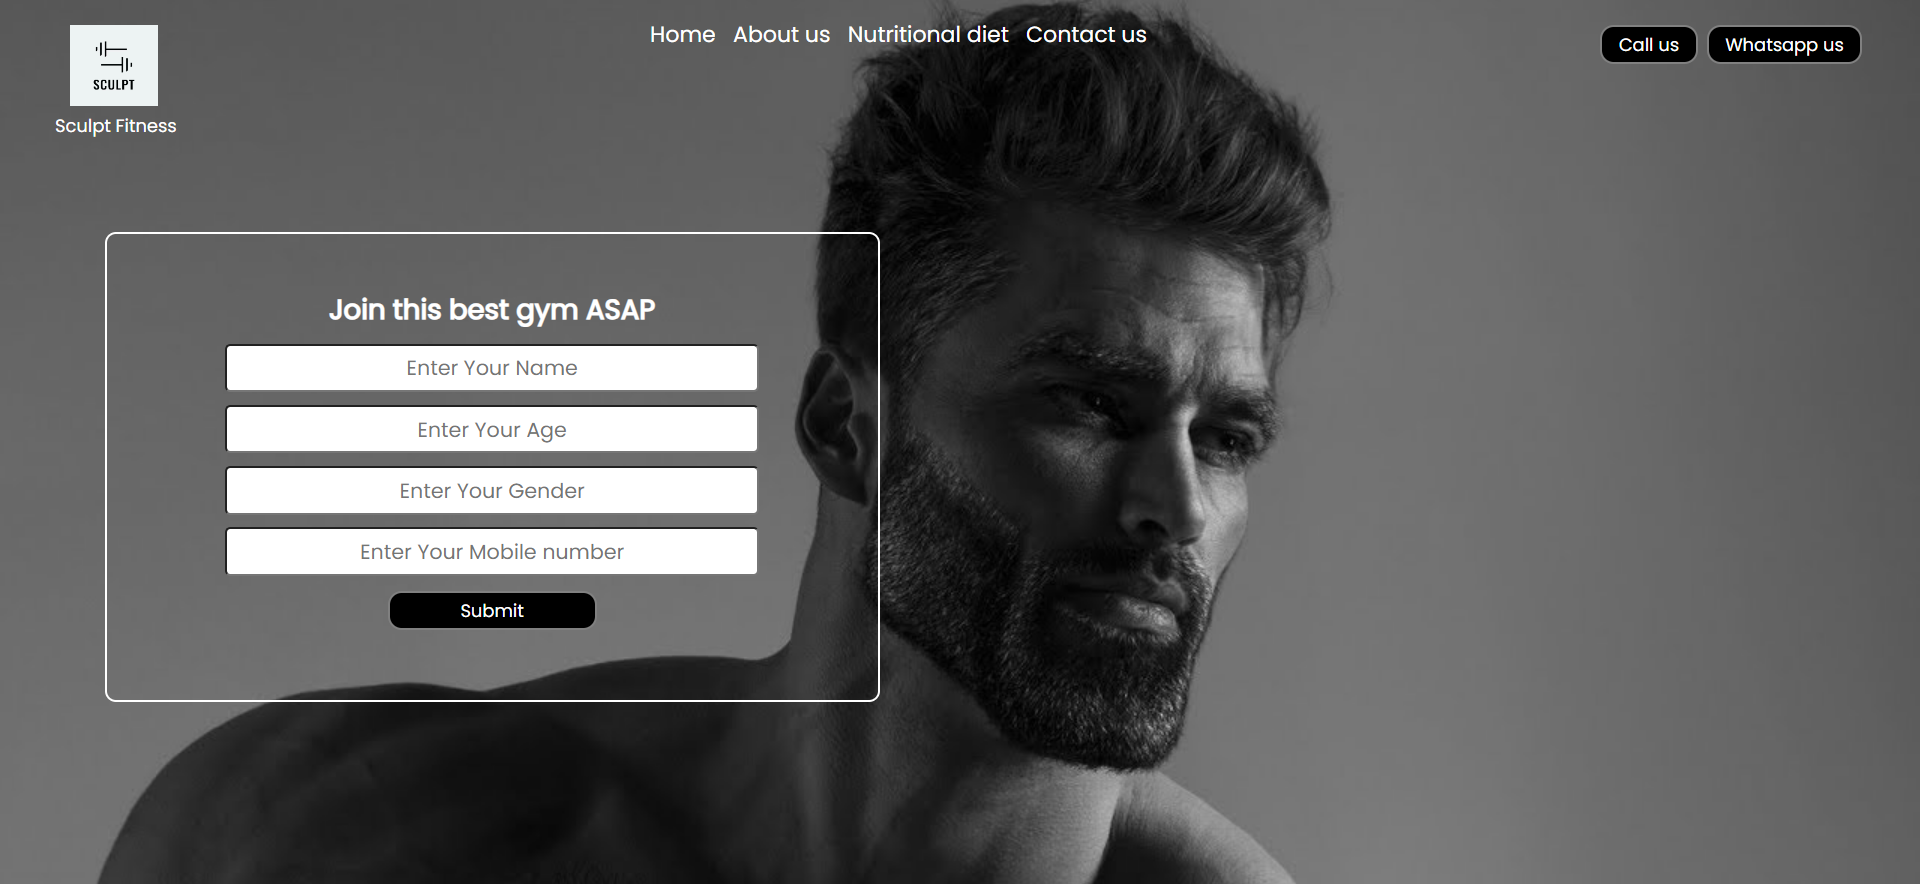 SCULPT
Sculpt Fitness
Home About us Nutritional diet Contact us
Call us Whatsapp us
Join this best gym ASAP
Enter Your Name
Enter Your Age
Enter Your Gender
Enter Your Mobile number
Submit